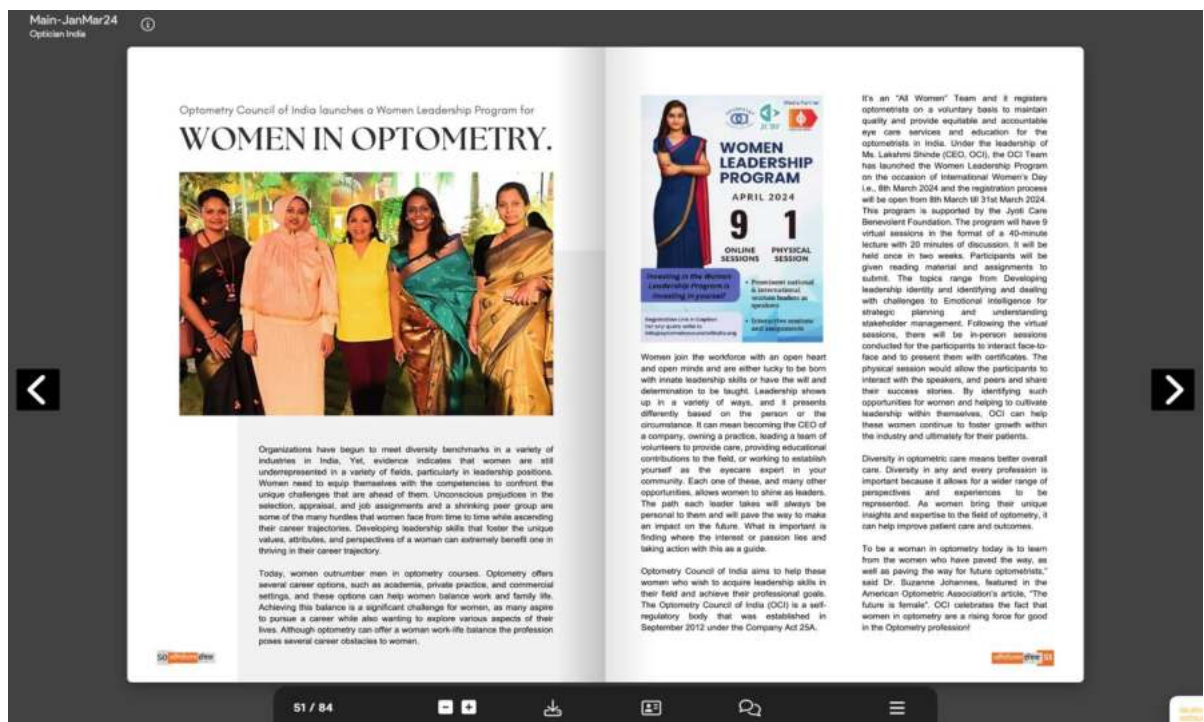 Main-JanMar24
Optician India
Optometry Council of India launches a Women Leadership Program for
WOMEN IN OPTOMETRY.
Organizations have begun to meet diversity benchmarks in a variety of
industries in India. Yet, evidence indicates that women are still
underrepresented in a variety of fields, particularly in leadership positions.
Women need to equip themselves with the competencies to confront the
unique challenges that are ahead of them. Unconscious prejudices in the
selection, appraisal, and job assignments and a shrinking peer group are
some of the many hurdles that women face from time to time while ascending
their career trajectories. Developing leadership skills that foster the unique
values, attributes, and perspectives of a woman can extremely benefit one in
thriving in their career trajectory.
Today, women outnumber men in optometry courses. Optometry offers
several career options, such as academia, private practice, and commercial
settings, and these options can help women balance work and family life.
Achieving this balance is a significant challenge for women, as many aspire
to pursue a career while also wanting to explore various aspects of their
lives. Although optometry can offer a woman work-life balance the profession
poses several career obstacles to women.
50
Media Partner
JCBF
WOMEN
LEADERSHIP
PROGRAM
APRIL 2024
9 1
ONLINE PHYSICAL
SESSIONS SESSION
Investing in the Women
Leadership Program is
investing in yourself
• Prominent national
& international
women leaders as
speakers
• Interactive sessions
and assignments
Registration Link in Caption
For any query write to
Women join the workforce with an open heart
and open minds and are either lucky to be born
with innate leadership skills or have the will and
determination to be taught. Leadership shows
up in a variety of ways, and it presents
differently based on the person or the
circumstance. It can mean becoming the CEO of
a company, owning a practice, leading a team of
volunteers to provide care, providing educational
contributions to the field, or working to establish
yourself as the eyecare expert in your
community. Each one of these, and many other
opportunities, allows women to shine as leaders.
The path each leader takes will always be
personal to them and will pave the way to make
an impact on the future. What is important is
finding where the interest or passion lies and
taking action with this as a guide.
Optometry Council of India aims to help these
women who wish to acquire leadership skills in
their field and achieve their professional goals.
The Optometry Council of India (OCI) is a self-
regulatory body that was established in
September 2012 under the Company Act 25A.
It's an "All Women" Team and it registers
optometrists on a voluntary basis to maintain
quality and provide equitable and accountable
eye care services and education for the
optometrists in India. Under the leadership of
Ms. Lakshmi Shinde (CEO, OCI), the OCI Team
has launched the Women Leadership Program
on the occasion of International Women's Day
i.e., 8th March 2024 and the registration process
will be open from 8th March till 31st March 2024.
This program is supported by the Jyoti Care
Benevolent Foundation. The program will have 9
virtual sessions in the format of a 40-minute
lecture with 20 minutes of discussion. It will be
held once in two weeks. Participants will be
given reading material and assignments to
submit. The topics range from Developing
leadership identity and identifying and dealing
with challenges to Emotional Intelligence for
strategic planning and understanding
stakeholder management. Following the virtual
sessions, there will be in-person sessions
conducted for the participants to interact face-to-
face and to present them with certificates. The
physical session would allow the participants to
interact with the speakers, and peers and share
their success stories. By identifying such
opportunities for women and helping to cultivate
leadership within themselves, OCI can help
these women continue to foster growth within
the industry and ultimately for their patients.
Diversity in optometric care means better overall
care. Diversity in any and every profession is
important because it allows for a wider range of
perspectives and experiences to be
represented. As women bring their unique
insights and expertise to the field of optometry, it
can help improve patient care and outcomes.
To be a woman in optometry today is to learn
from the women who have paved the way, as
well as paving the way for future optometrists,"
said Dr. Suzanne Johannes, featured in the
American Optometric Association's article, "The
future is female". OCI celebrates the fact that
women in optometry are a rising force for good
in the Optometry profession!
51
51 / 84